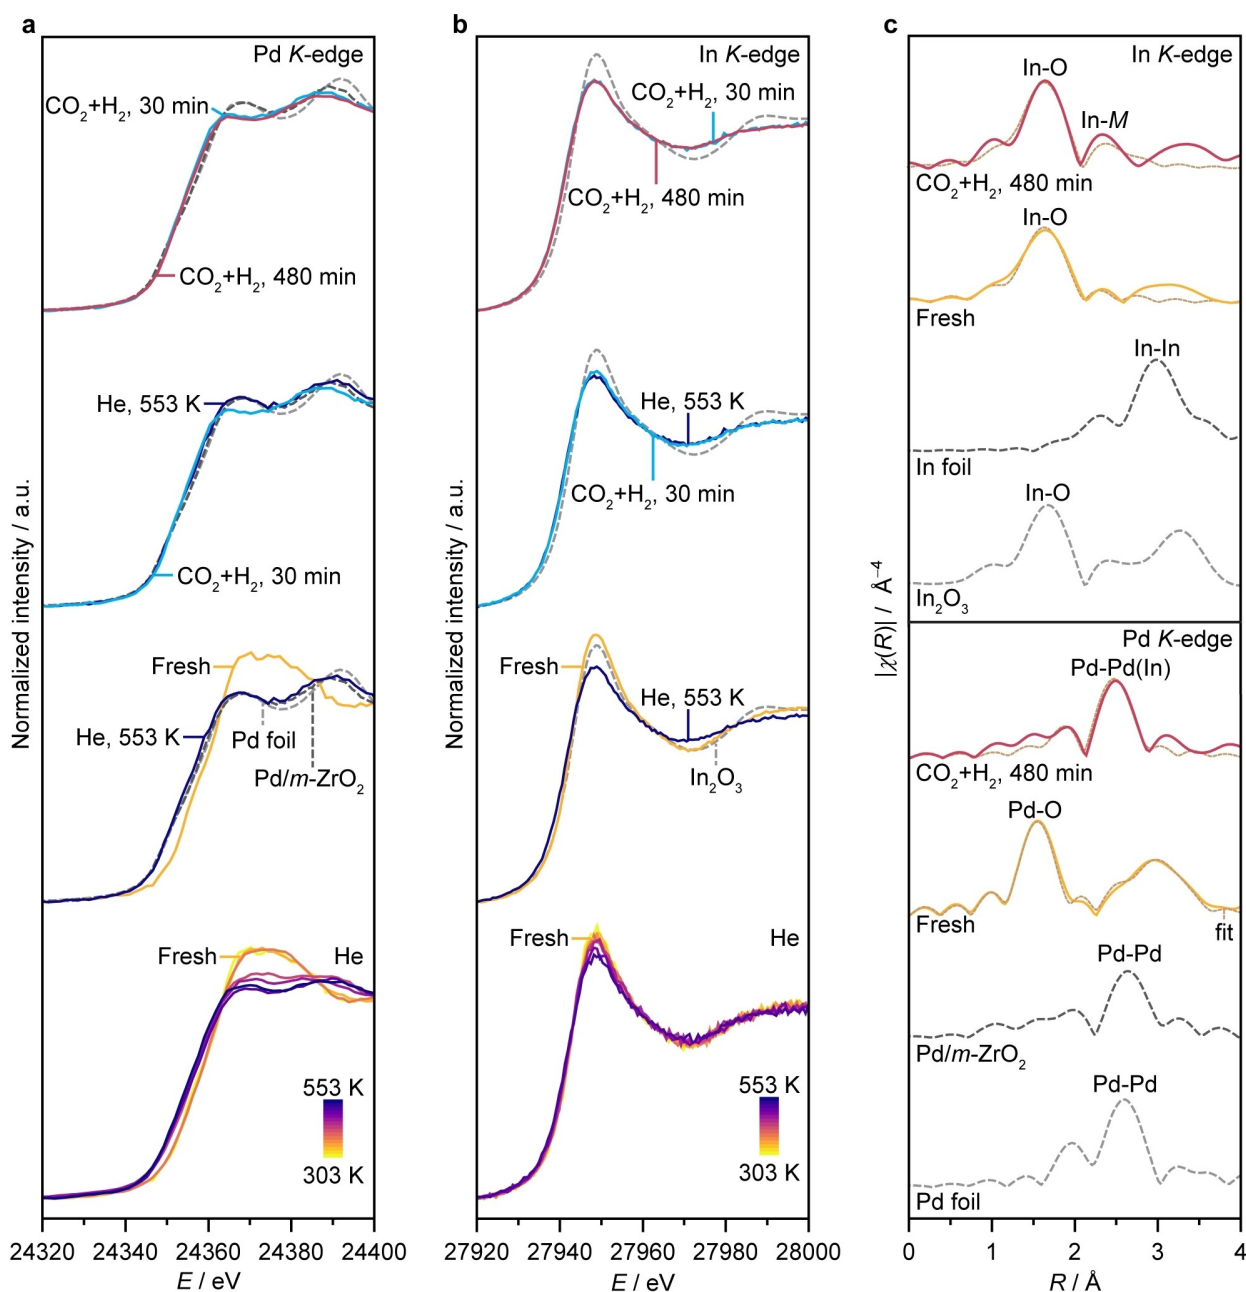 a
Pd K-edge
CO₂+H₂, 30 min
CO₂+H₂, 480 min
He, 553 K
CO₂+H₂, 30 min
Fresh
He, 553 K
Pd foil
Pd/m-ZrO₂
Fresh
He
553 K
303 K
Normalized intensity / a.u.
24320 24340 24360 24380 24400
E / eV
b
In K-edge
CO₂+H₂, 30 min
CO₂+H₂, 480 min
He, 553 K
CO₂+H₂, 30 min
Fresh
He, 553 K
In₂O₃
Fresh
He
553 K
303 K
Normalized intensity / a.u.
27920 27940 27960 27980 28000
E / eV
c
In K-edge
In-O
In-M
CO₂+H₂, 480 min
In-O
Fresh
In-In
In foil
In-O
In₂O₃
Pd K-edge
Pd-Pd(In)
CO₂+H₂, 480 min
Pd-O
Fresh
fit
Pd-Pd
Pd/m-ZrO₂
Pd-Pd
Pd foil
|χ(R)| / Å⁻⁴
0 1 2 3 4
R / Å